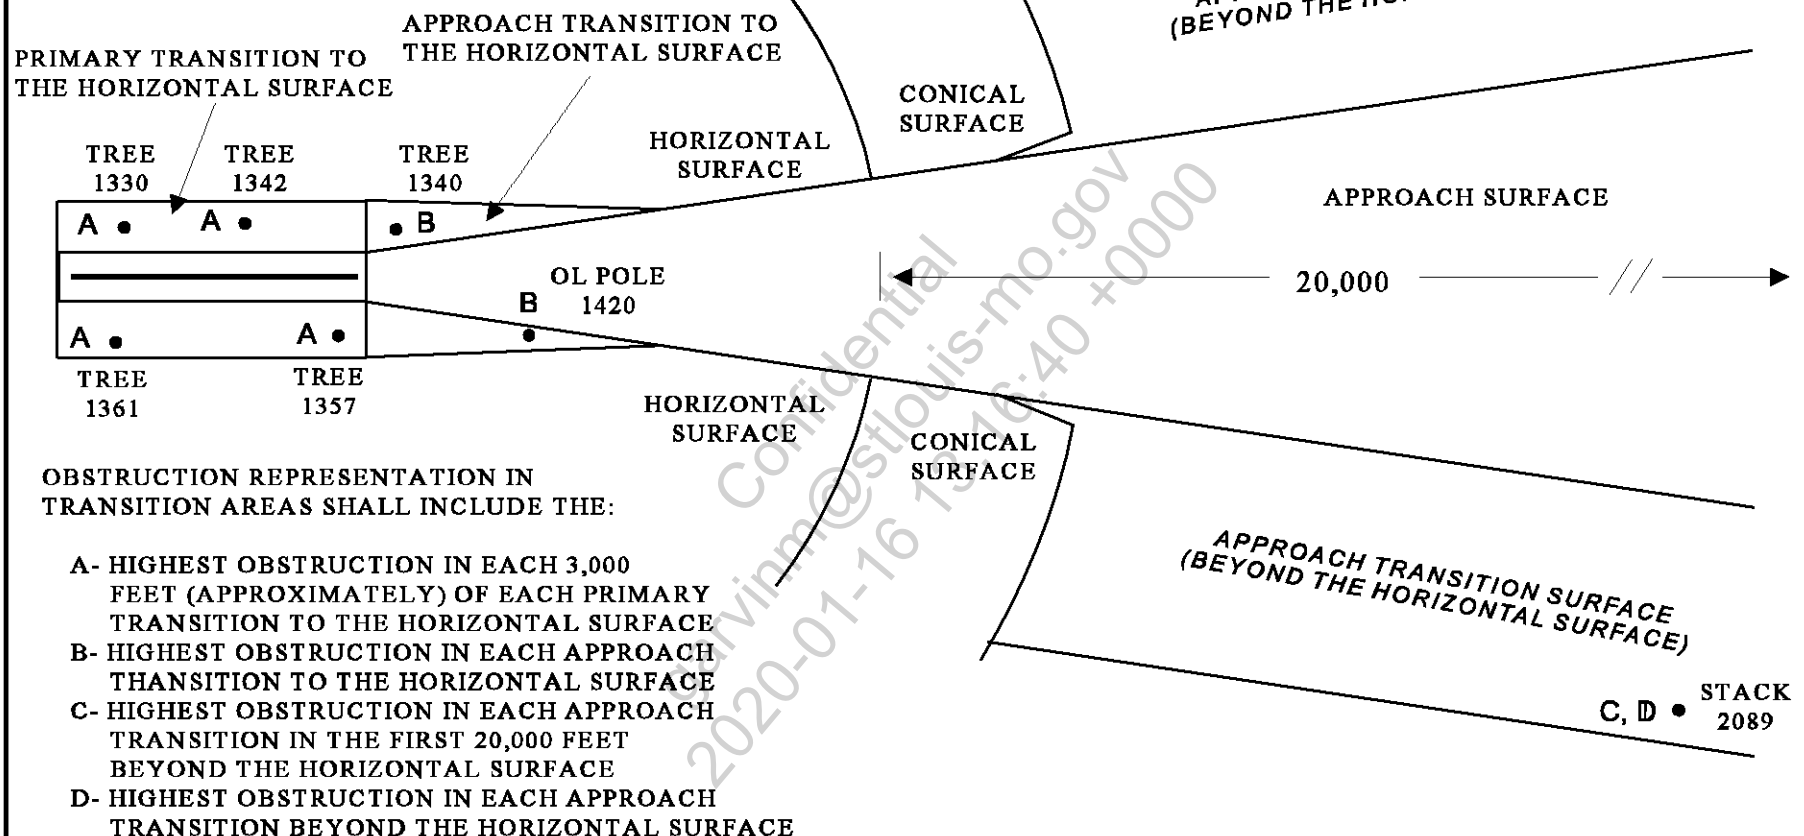 AP
(BEYOND THE HO
APPROACH TRANSITION TO
THE HORIZONTAL SURFACE
PRIMARY TRANSITION TO
THE HORIZONTAL SURFACE
CONICAL
SURFACE
HORIZONTAL
SURFACE
TREE
1330
TREE
1342
TREE
1340
APPROACH SURFACE
A
A
B
OL POLE
1420
B
20,000
A
A
TREE
1361
TREE
1357
HORIZONTAL
SURFACE
CONICAL
SURFACE
OBSTRUCTION REPRESENTATION IN
TRANSITION AREAS SHALL INCLUDE THE:
A- HIGHEST OBSTRUCTION IN EACH 3,000
FEET (APPROXIMATELY) OF EACH PRIMARY
TRANSITION TO THE HORIZONTAL SURFACE
B- HIGHEST OBSTRUCTION IN EACH APPROACH
THANSITION TO THE HORIZONTAL SURFACE
C- HIGHEST OBSTRUCTION IN EACH APPROACH
TRANSITION IN THE FIRST 20,000 FEET
BEYOND THE HORIZONTAL SURFACE
D- HIGHEST OBSTRUCTION IN EACH APPROACH
TRANSITION BEYOND THE HORIZONTAL SURFACE
APPROACH TRANSITION SURFACE
(BEYOND THE HORIZONTAL SURFACE)
C, D
STACK
2089
Confidential
garvinm@stlouis-mo.gov
2020-01-16 13:16:40 +0000